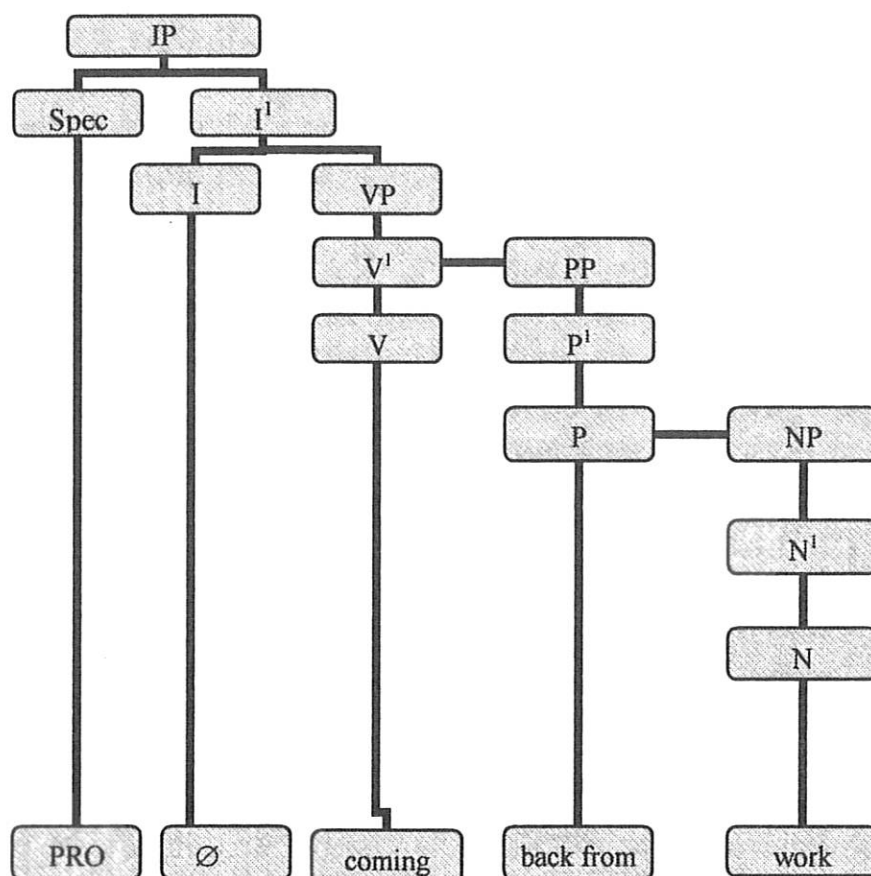 IP
Spec I¹
I VP
V¹ PP
V P¹
P NP
N¹
N
PRO ∅ coming back from work